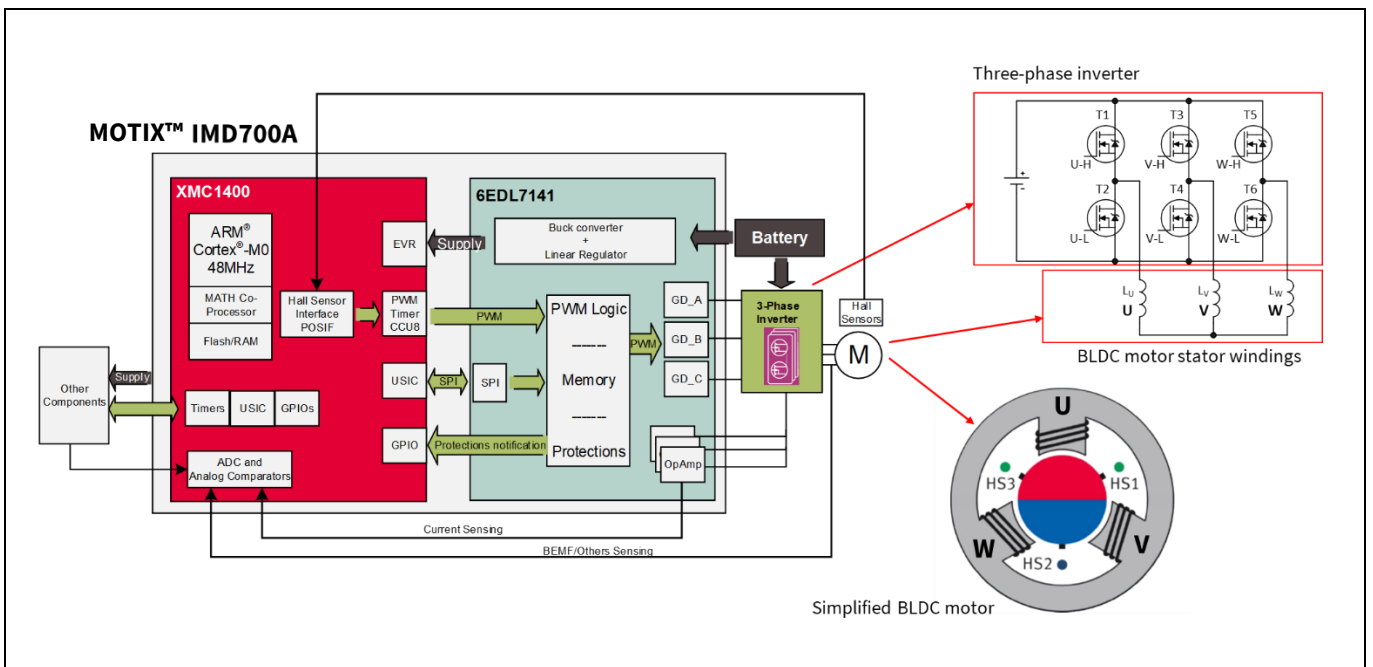 Three-phase inverter
MOTIX™ IMD700A
T1
T3
T5
U-H
V-H
W-H
+
-
T2
T4
T6
U-L
V-L
W-L
XMC1400
6EDL7141
ARM®
Cortex®-M0
48MHz
MATH Co-
Processor
Flash/RAM
Hall Sensor
Interface
POSIF
EVR
Supply
Buck converter
+
Linear Regulator
Battery
PWM
Timer
CCU8
PWM
PWM Logic
Memory
Protections
PWM
GD_A
GD_B
GD_C
3-Phase
Inverter
Hall
Sensors
M
LU
LV
LW
U
V
W
BLDC motor stator windings
USIC
SPI
SPI
Other
Components
Supply
Timers
USIC
GPIOs
GPIO
Protections notification
ADC and
Analog Comparators
OpAmp
Current Sensing
BEMF/Others Sensing
U
HS3
HS1
W
V
HS2
Simplified BLDC motor